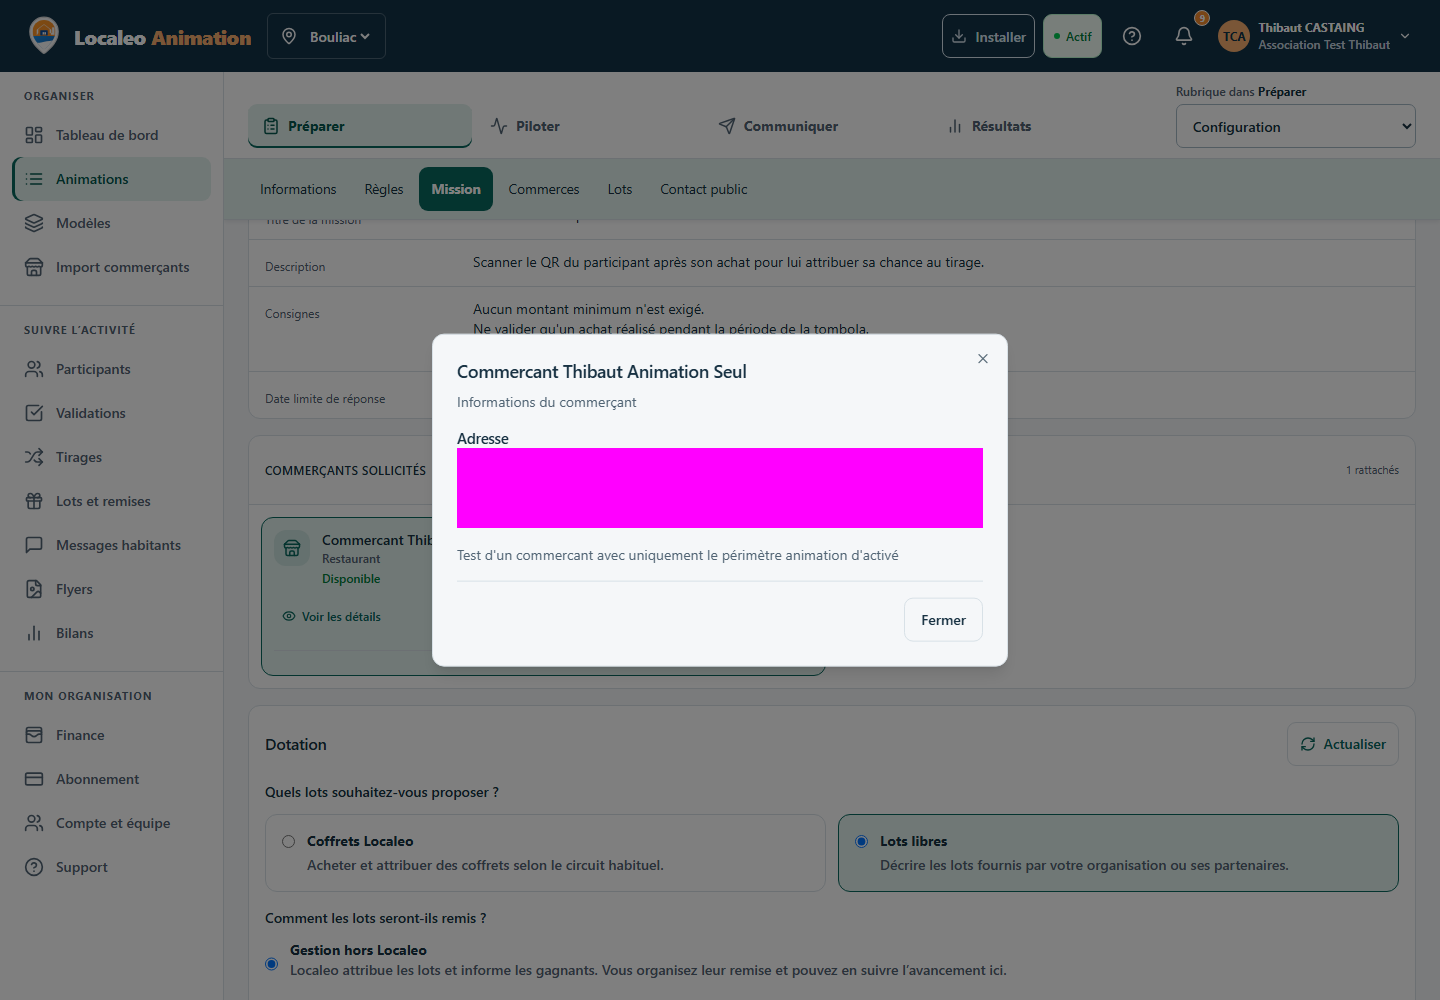 Localeo Animation
Bouliac
Installer
Actif
9
TCA
Thibaut CASTAING
Association Test Thibaut
ORGANISER
Tableau de bord
Animations
Modèles
Import commerçants
SUIVRE L'ACTIVITÉ
Participants
Validations
Tirages
Lots et remises
Messages habitants
Flyers
Bilans
MON ORGANISATION
Finance
Abonnement
Compte et équipe
Support
Préparer
Piloter
Communiquer
Résultats
Rubrique dans Préparer
Configuration
Informations
Règles
Mission
Commerces
Lots
Contact public
Titre de la mission
Description
Scanner le QR du participant après son achat pour lui attribuer sa chance au tirage.
Consignes
Aucun montant minimum n'est exigé.
Ne valider qu'un achat réalisé pendant la période de la tombola.
Date limite de réponse
COMMERÇANTS SOLLICITÉS
1 rattachés
Commercant Thib
Restaurant
Disponible
Voir les détails
Commercant Thibaut Animation Seul
Informations du commerçant
Adresse
Test d'un commercant avec uniquement le périmètre animation d'activé
Fermer
Dotation
Actualiser
Quels lots souhaitez-vous proposer ?
Coffrets Localeo
Acheter et attribuer des coffrets selon le circuit habituel.
Lots libres
Décrire les lots fournis par votre organisation ou ses partenaires.
Comment les lots seront-ils remis ?
Gestion hors Localeo
Localeo attribue les lots et informe les gagnants. Vous organisez leur remise et pouvez en suivre l'avancement ici.